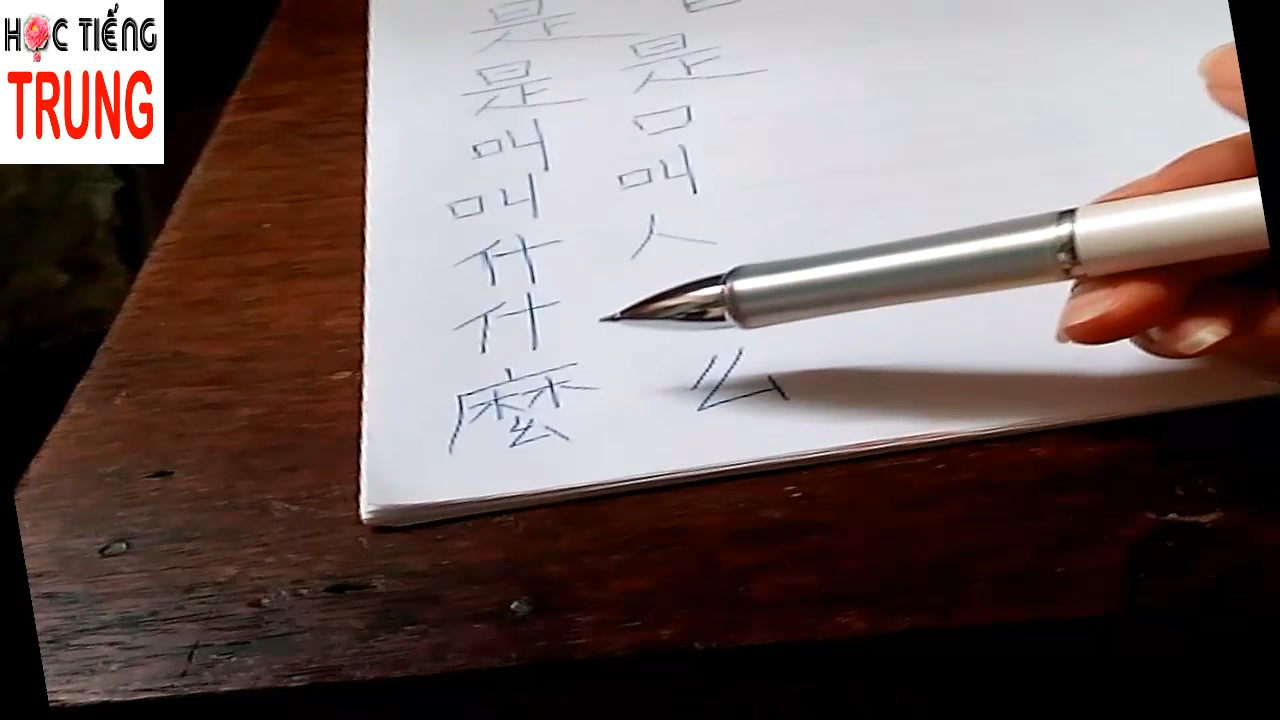 HỌC TIẾNG
TRUNG
是
是 是
叫 口
叫 叫
什 人
什
麼 么